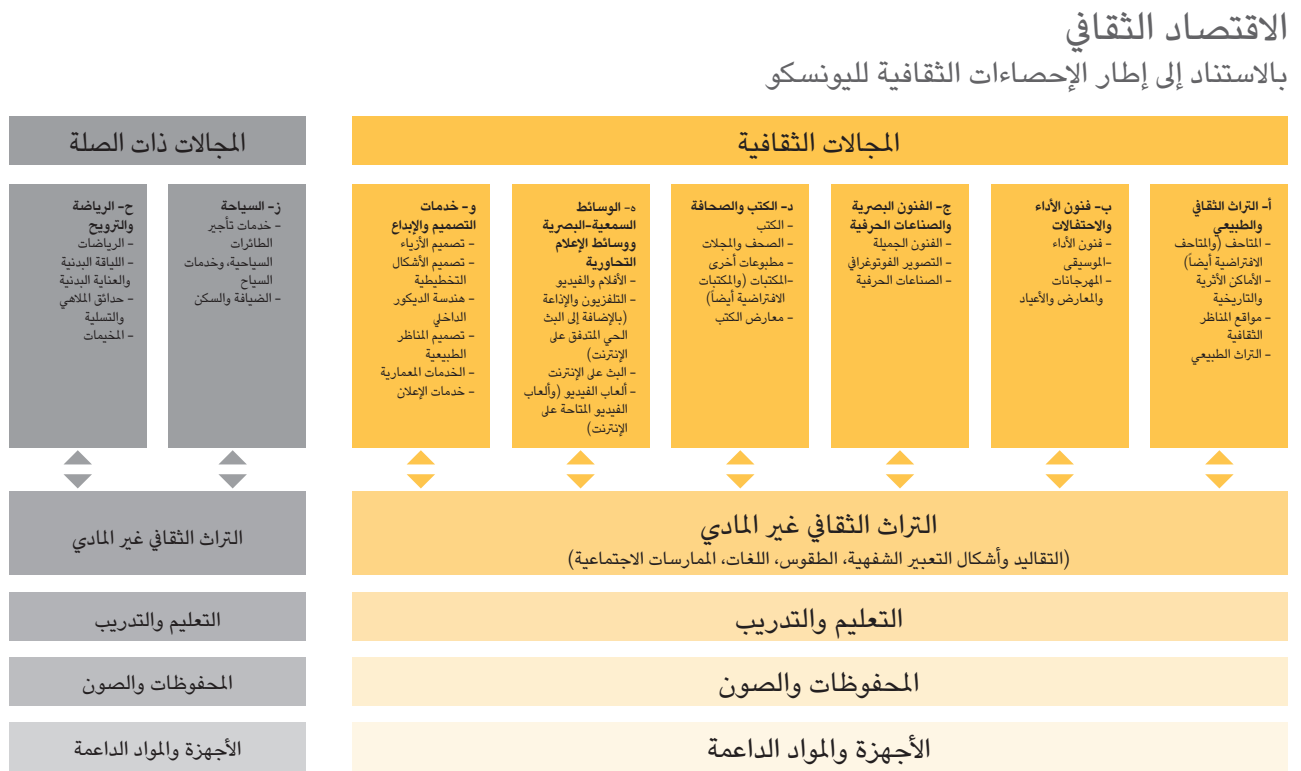 الاقتصاد الثقافي
بالاستناد إلى إطار الإحصاءات الثقافية لليونسكو
المجالات الثقافية
أ- التراث الثقافي
والطبيعي
- المتاحف (والمتاحف
الافتراضية أيضاً)
- الأماكن الأثرية
والتاريخية
- مواقع المناظر
الثقافية
- التراث الطبيعي
ب- فنون الأداء
والاحتفالات
- فنون الأداء
-الموسيقى
- المهرجانات
والمعارض والأعياد
ج- الفنون البصرية
والصناعات الحرفية
- الفنون الجميلة
- التصوير الفوتوغرافي
- الصناعات الحرفية
د- الكتب والصحافة
- الكتب
- الصحف والمجلات
- مطبوعات أخرى
-المكتبات (والمكتبات
الافتراضية أيضاً)
- معارض الكتب
ه- الوسائط
السمعية-البصرية
ووسائط الإعلام
التحاورية
- الأفلام والفيديو
- التلفزيون والإذاعة
(بالإضافة إلى البث
الحي المتدفق على
الإنترنت)
- البث على الإنترنت
- ألعاب الفيديو (وألعاب
الفيديو المتاحة على
الإنترنت)
و- خدمات
التصميم والإبداع
- تصميم الأزياء
- تصميم الأشكال
التخطيطية
- هندسة الديكور
الداخلي
- تصميم المناظر
الطبيعية
- الخدمات المعمارية
- خدمات الإعلان
التراث الثقافي غير المادي
(التقاليد وأشكال التعبير الشفهية، الطقوس، اللغات، الممارسات الاجتماعية)
التعليم والتدريب
المحفوظات والصون
الأجهزة والمواد الداعمة
المجالات ذات الصلة
ز- السياحة
- خدمات تأجير
الطائرات
السياحية، وخدمات
السياح
- الضيافة والسكن
ح- الرياضة
والترويح
- الرياضات
- اللياقة البدنية
والعناية البدنية
- حدائق الملاهي
والتسلية
- المخيمات
التراث الثقافي غير المادي
التعليم والتدريب
المحفوظات والصون
الأجهزة والمواد الداعمة